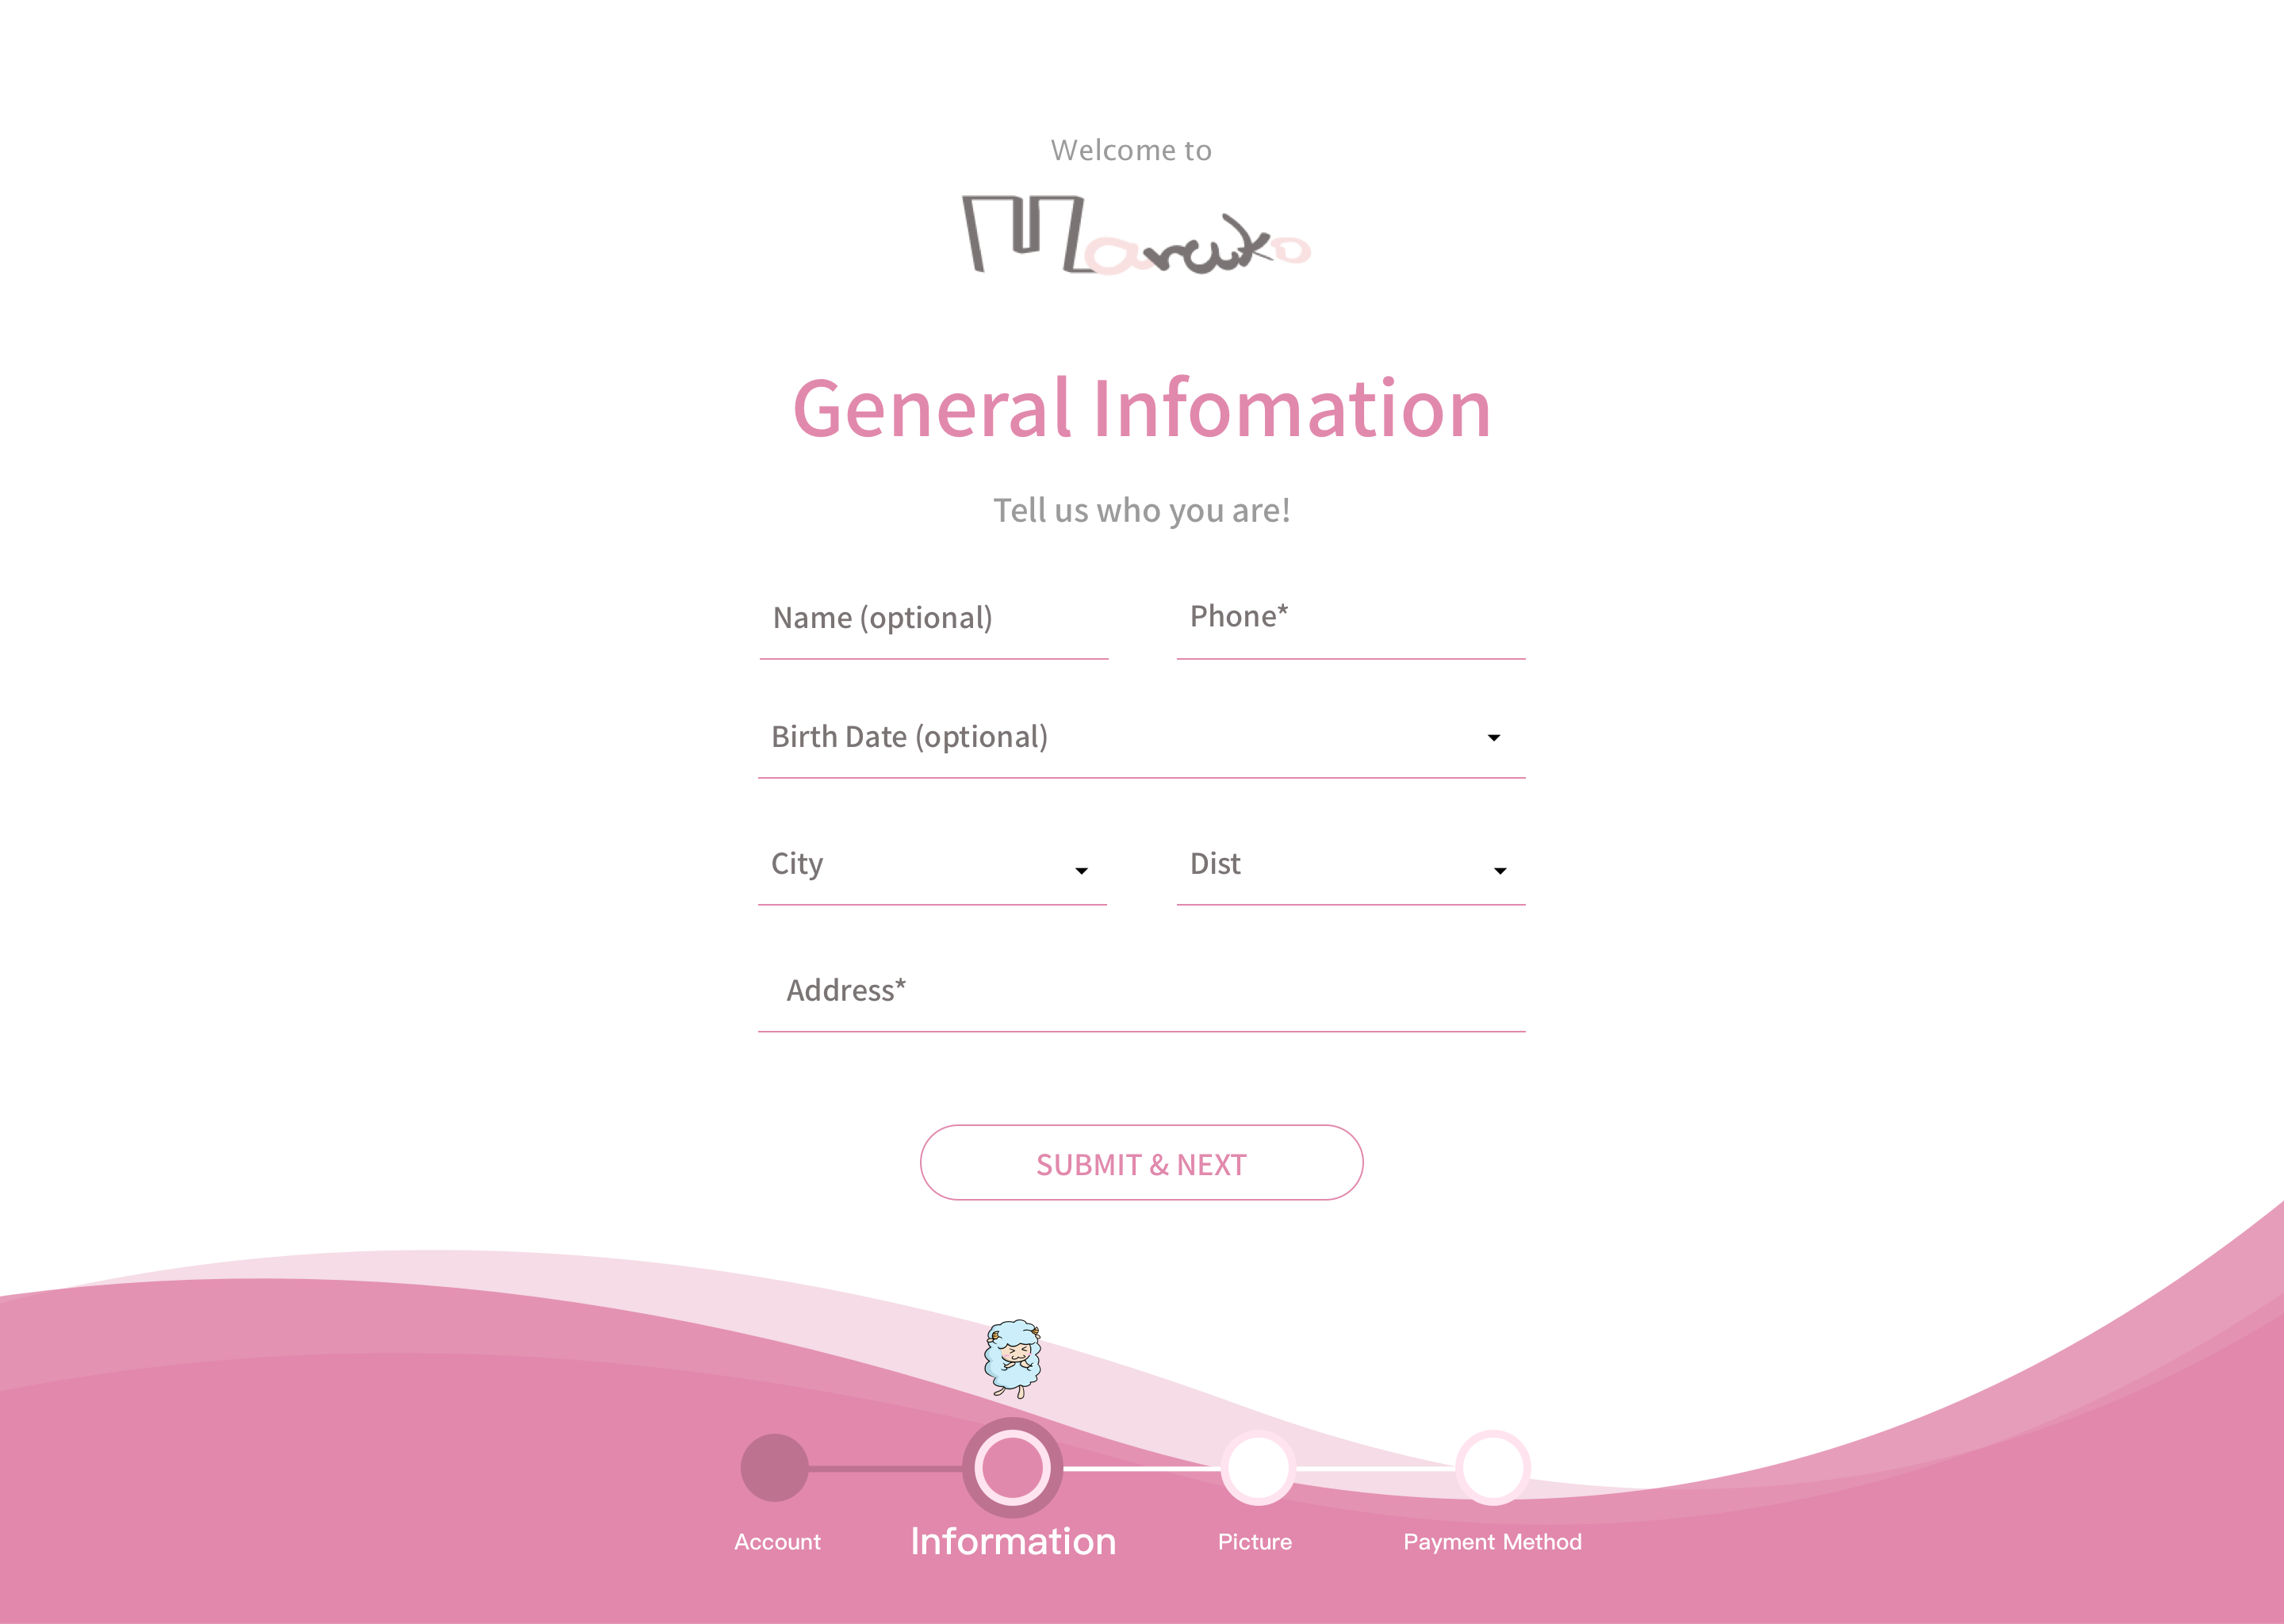 Welcome to
Maruko
General Infomation
Tell us who you are!
Name (optional)
Phone*
Birth Date (optional)
City
Dist
Address*
SUBMIT & NEXT
Account
Information
Picture
Payment Method